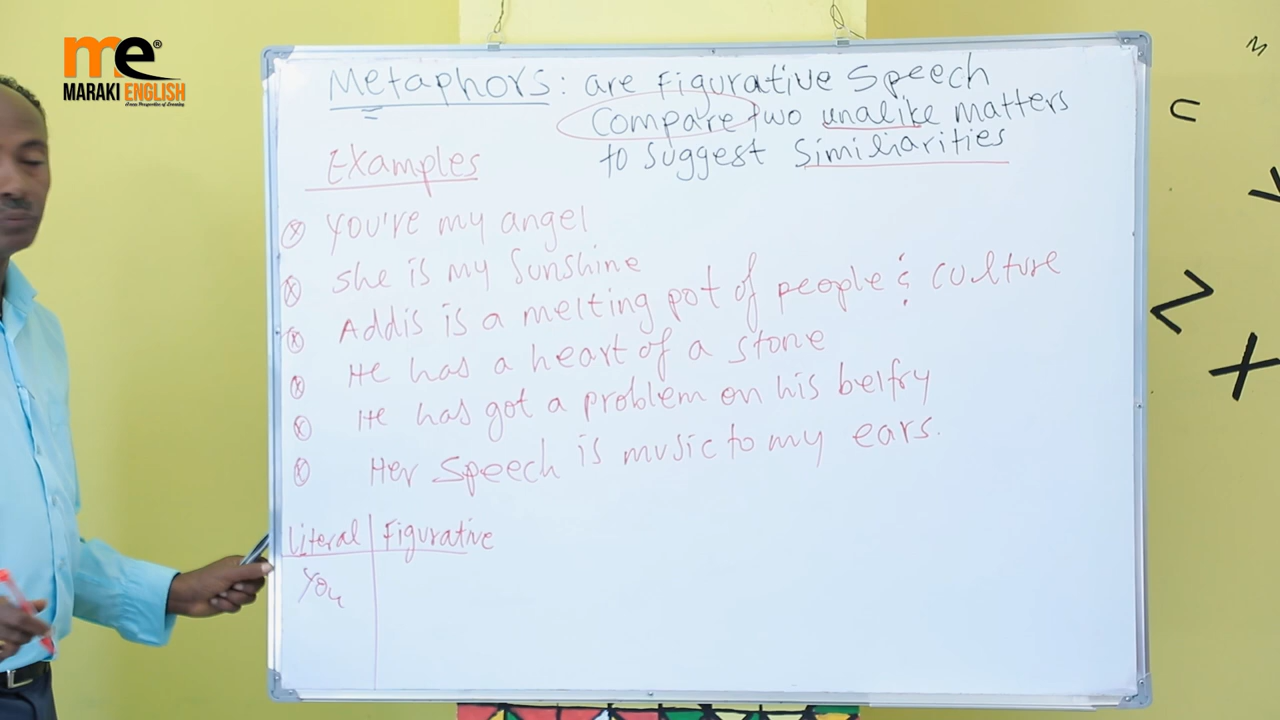 me®
MARAKI ENGLISH
Metaphors: are Figurative Speech
Compare two unalike matters
to suggest similiarities
Examples
You're my angel
she is my Sunshine
Addis is a melting pot of people & culture
He has a heart of a stone
He has got a problem on his belfry
Her speech is music to my ears.
Literal Figurative
You
M
U
Y
Z
X